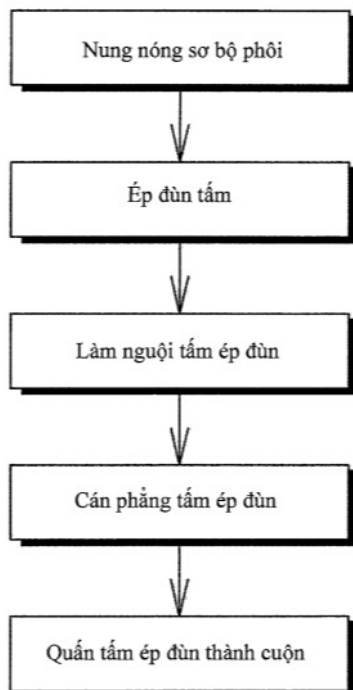 Nung nóng sơ bộ phôi
Ép đùn tấm
Làm nguội tấm ép đùn
Cán phẳng tấm ép đùn
Quấn tấm ép đùn thành cuộn